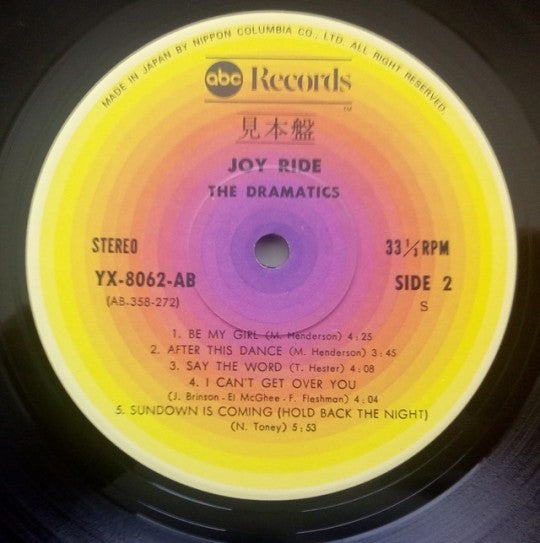 MADE IN JAPAN BY NIPPON COLUMBIA CO., LTD. ALL RIGHT RESERVED.
abc Records
TM
見本盤
JOY RIDE
THE DRAMATICS
STEREO 33 1/3 RPM
YX-8062-AB SIDE 2
(AB-358-272) S
1. BE MY GIRL (M. Henderson) 4:25
2. AFTER THIS DANCE (M. Henderson) 3:45
3. SAY THE WORD (T. Hester) 4:08
4. I CAN'T GET OVER YOU
(J. Brinson - El McGhee - F. Fleshman) 4:04
5. SUNDOWN IS COMING (HOLD BACK THE NIGHT)
(N. Toney) 5:53